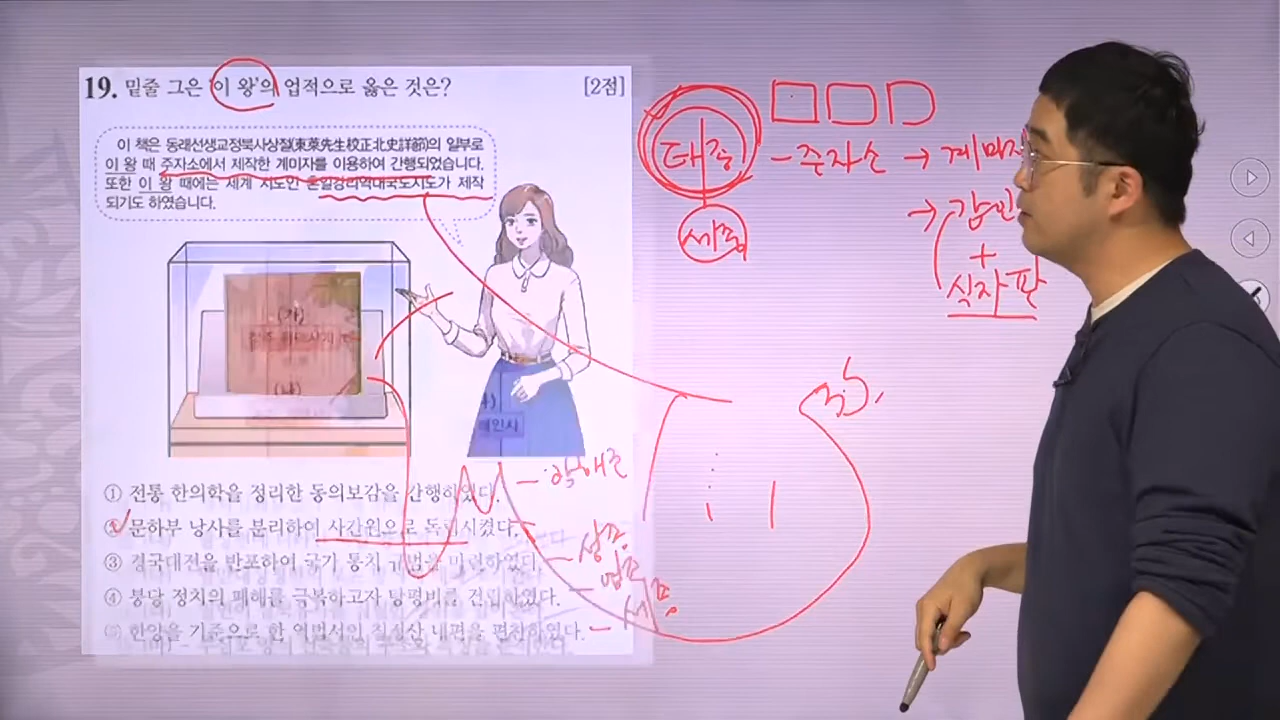 19. 밑줄 그은 '이 왕'의 업적으로 옳은 것은? [2점]
이 책은 동래선생교정북사상절(東萊先生校正北史詳節)의 일부로
이 왕 때 주자소에서 제작한 계미자를 이용하여 간행되었습니다.
또한 이 왕 때에는 세계 지도인 혼일강리역대국도지도가 제작
되기도 하였습니다.
(가)
(나)
① 전통 한의학을 정리한 동의보감을 간행하였다.
② 문하부 낭사를 분리하여 사간원으로 독립시켰다.
③ 경국대전을 반포하여 국가 통치 규범을 마련하였다.
④ 붕당 정치의 폐해를 극복하고자 탕평비를 건립하였다.
⑤ 한양을 기준으로 한 역법서인 칠정산 내편을 편찬하였다.
태종
- 주자소 → 계미자
세종
+
식자판
- 성종
- 영조
- 세종